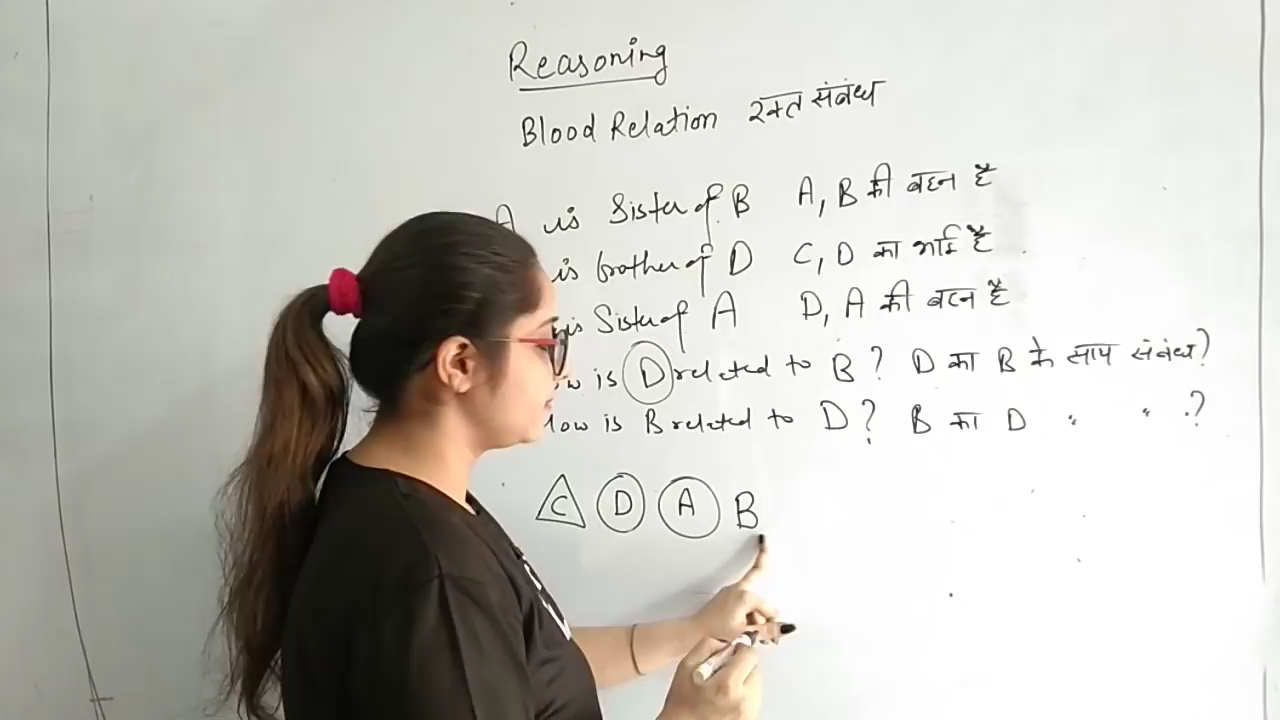 Reasoning
Blood Relation रक्त संबंध
A is Sister of B A, B की बहन है
is brother of D C, D का भाई है
is Sister of A D, A की बहन है
is D related to B? D का B के साथ संबंध?
How is B related to D? B का D " " ?
C D A B